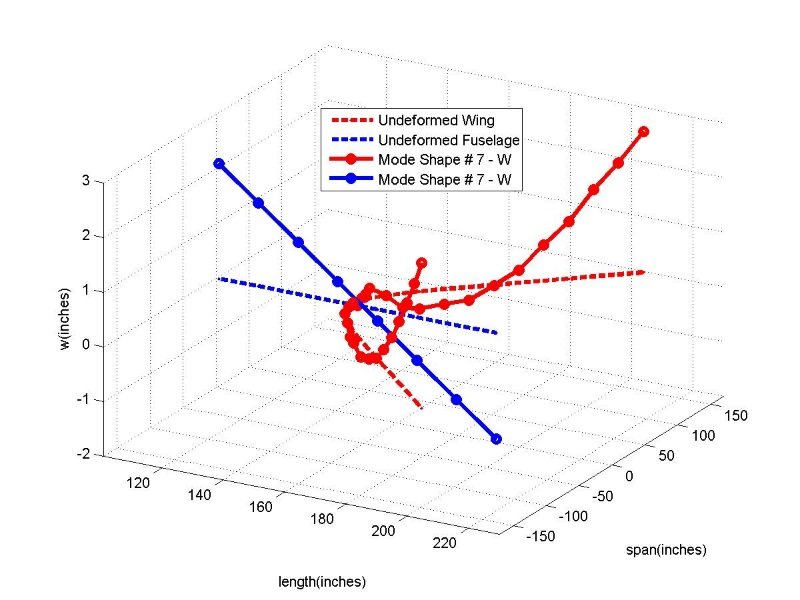 Undeformed Wing
Undeformed Fuselage
Mode Shape # 7 - W
Mode Shape # 7 - W
3
2
1
0
-1
-2
w(inches)
120
140
160
180
200
220
length(inches)
150
100
50
0
-50
-100
-150
span(inches)